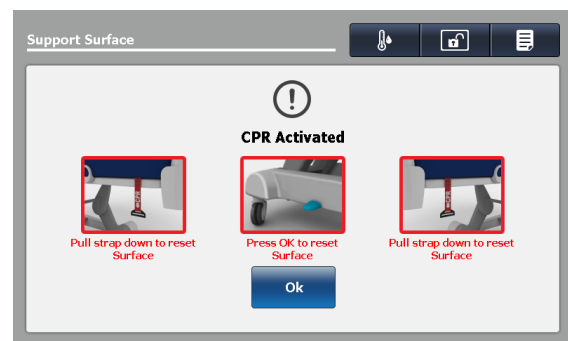 Support Surface
CPR Activated
Pull strap down to reset
Surface
Press OK to reset
Surface
Pull strap down to reset
Surface
Ok